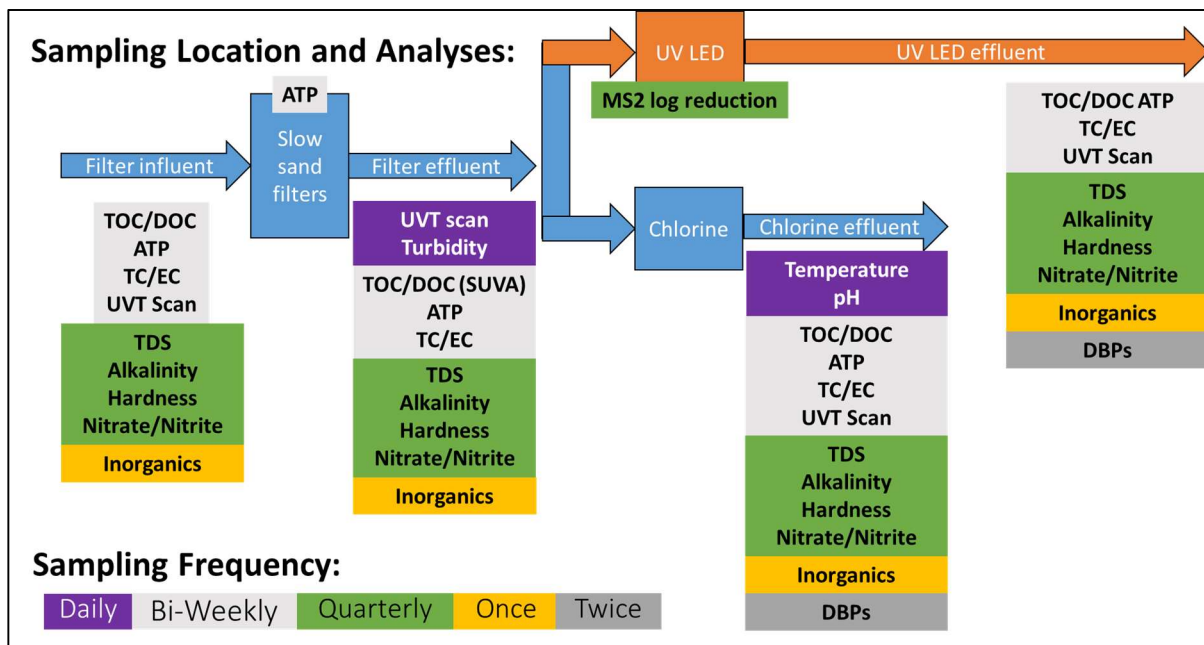 Sampling Location and Analyses:
UV LED
UV LED effluent
MS2 log reduction
ATP
Slow
sand
filters
Filter influent
Filter effluent
Chlorine
Chlorine effluent
TOC/DOC
ATP
TC/EC
UVT Scan
TDS
Alkalinity
Hardness
Nitrate/Nitrite
Inorganics
UVT scan
Turbidity
TOC/DOC (SUVA)
ATP
TC/EC
TDS
Alkalinity
Hardness
Nitrate/Nitrite
Inorganics
Temperature
pH
TOC/DOC
ATP
TC/EC
UVT Scan
TDS
Alkalinity
Hardness
Nitrate/Nitrite
Inorganics
DBPs
TOC/DOC ATP
TC/EC
UVT Scan
TDS
Alkalinity
Hardness
Nitrate/Nitrite
Inorganics
DBPs
Sampling Frequency:
Daily Bi-Weekly Quarterly Once Twice